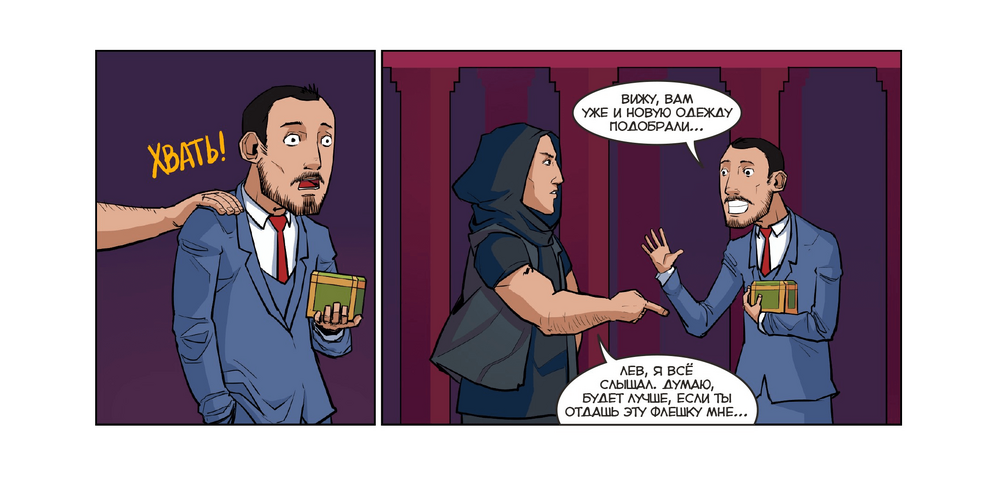 ХВАТЬ!
ВИЖУ, ВАМ
УЖЕ И НОВУЮ ОДЕЖДУ
ПОДОБРАЛИ...
ЛЕВ, Я ВСЁ
СЛЫШАЛ. ДУМАЮ,
БУДЕТ ЛУЧШЕ, ЕСЛИ ТЫ
ОТДАШЬ ЭТУ ФЛЕШКУ МНЕ...